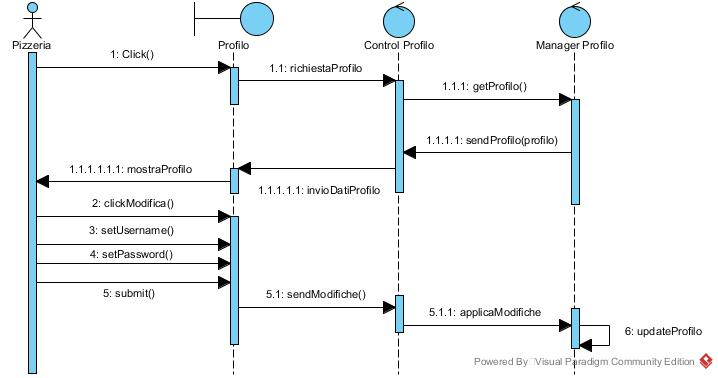 Pizzeria
Profilo
Control Profilo
Manager Profilo
1: Click()
1.1: richiestaProfilo
1.1.1: getProfilo()
1.1.1.1: sendProfilo(profilo)
1.1.1.1.1.1: mostraProfilo
1.1.1.1.1: invioDatiProfilo
2: clickModifica()
3: setUsername()
4: setPassword()
5: submit()
5.1: sendModifiche()
5.1.1: applicaModifiche
6: updateProfilo
Powered By Visual Paradigm Community Edition